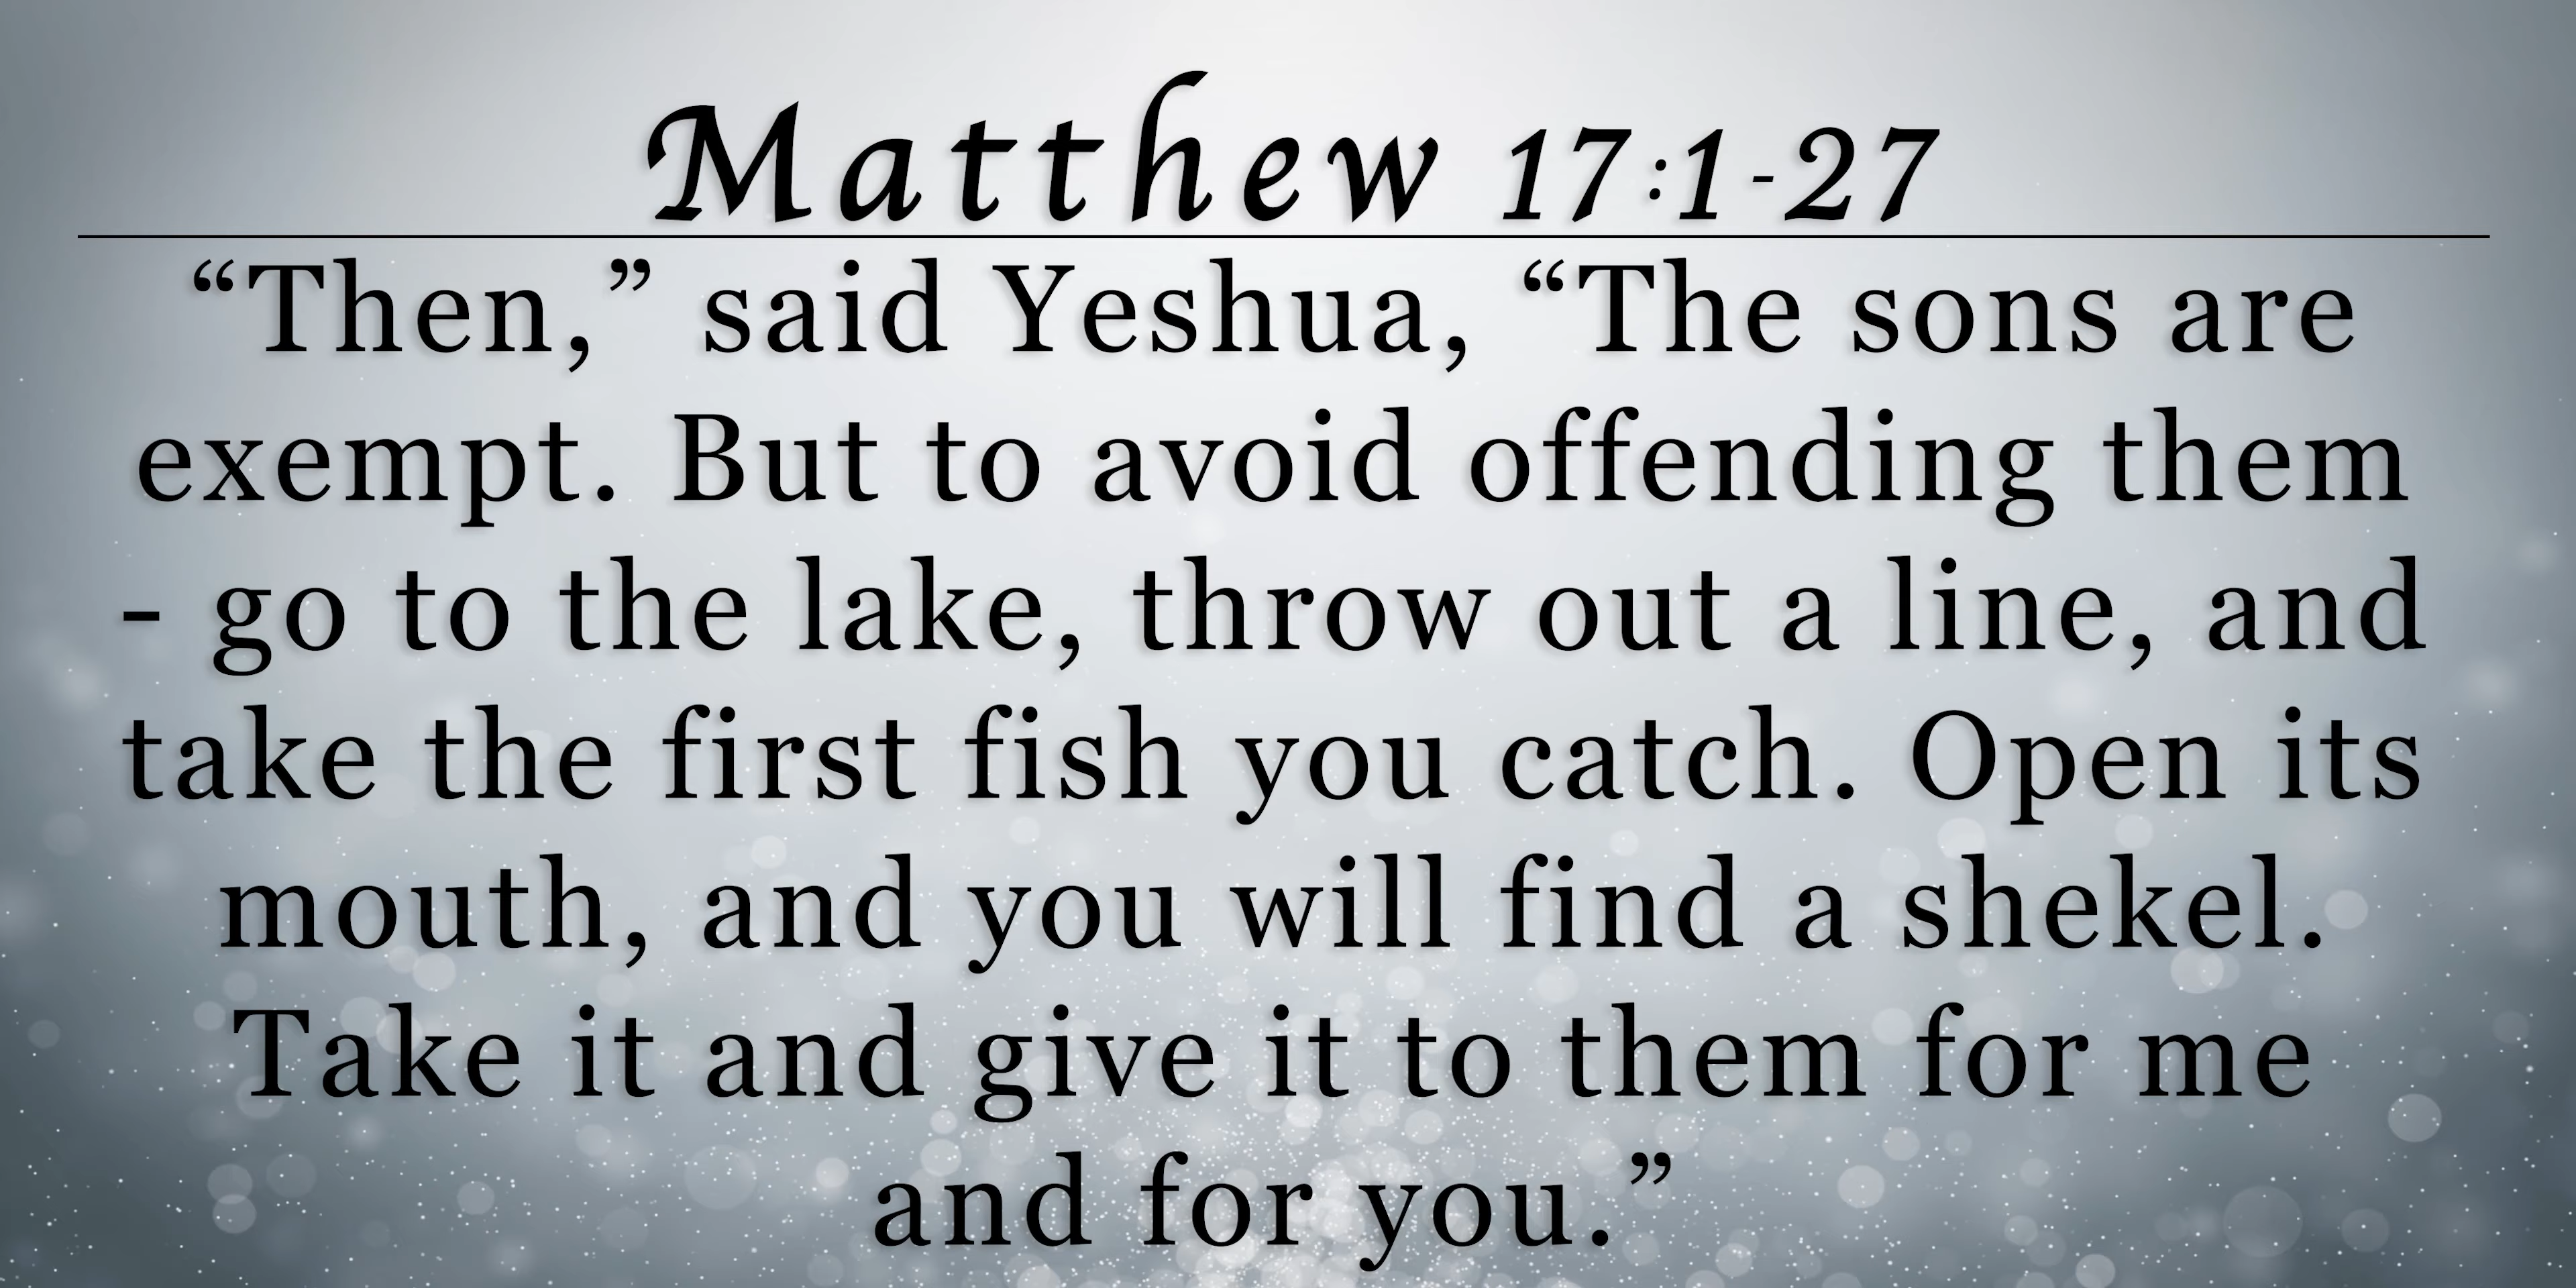 Matthew 17:1-27
“Then,” said Yeshua, “The sons are
exempt. But to avoid offending them
- go to the lake, throw out a line, and
take the first fish you catch. Open its
mouth, and you will find a shekel.
Take it and give it to them for me
and for you.”